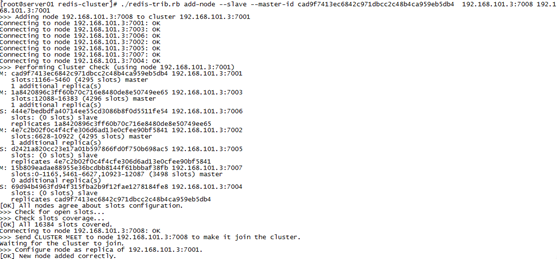 [root@server01 redis-cluster]# ./redis-trib.rb add-node --slave --master-id cad9f7413ec6842c971dbcc2c48b4ca959eb5db4  192.168.101.3:7008 192.1
68.101.3:7001
>>> Adding node 192.168.101.3:7008 to cluster 192.168.101.3:7001
Connecting to node 192.168.101.3:7001: OK
Connecting to node 192.168.101.3:7003: OK
Connecting to node 192.168.101.3:7006: OK
Connecting to node 192.168.101.3:7002: OK
Connecting to node 192.168.101.3:7005: OK
Connecting to node 192.168.101.3:7007: OK
Connecting to node 192.168.101.3:7004: OK
>>> Performing Cluster Check (using node 192.168.101.3:7001)
M: cad9f7413ec6842c971dbcc2c48b4ca959eb5db4 192.168.101.3:7001
slots:1166-5460 (4295 slots) master
1 additional replica(s)
M: 1a8420896c3ff60b70c716e8480de8e50749ee65 192.168.101.3:7003
slots:12088-16383 (4296 slots) master
1 additional replica(s)
S: 444e7bedbdfa40714ee55cd3086b8f0d5511fe54 192.168.101.3:7006
slots: (0 slots) slave
replicates 1a8420896c3ff60b70c716e8480de8e50749ee65
M: 4e7c2b02f0c4f4cfe306d6ad13e0cfee90bf5841 192.168.101.3:7002
slots:6628-10922 (4295 slots) master
1 additional replica(s)
S: d2421a820cc23e17a01b597866fd0f750b698ac5 192.168.101.3:7005
slots: (0 slots) slave
replicates 4e7c2b02f0c4f4cfe306d6ad13e0cfee90bf5841
M: 15b809eadae88955e36bcdbb8144f61bbbaf38fb 192.168.101.3:7007
slots:0-1165,5461-6627,10923-12087 (3498 slots) master
0 additional replica(s)
S: 69d94b4963fd94f315fba2b9f12fae1278184fe8 192.168.101.3:7004
slots: (0 slots) slave
replicates cad9f7413ec6842c971dbcc2c48b4ca959eb5db4
[OK] All nodes agree about slots configuration.
>>> Check for open slots...
>>> Check slots coverage...
[OK] All 16384 slots covered.
Connecting to node 192.168.101.3:7008: OK
>>> Send CLUSTER MEET to node 192.168.101.3:7008 to make it join the cluster.
Waiting for the cluster to join.
>>> Configure node as replica of 192.168.101.3:7001.
[OK] New node added correctly.